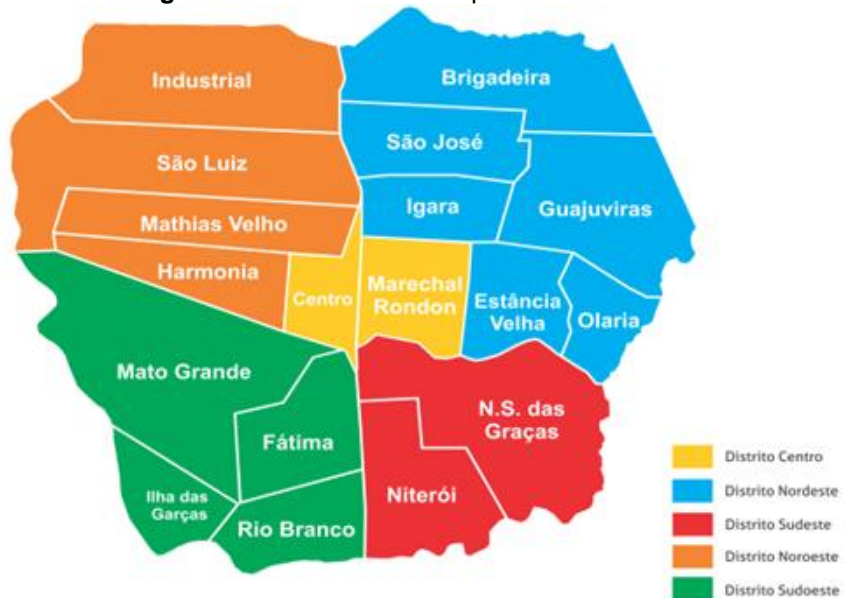 Industrial
Brigadeira
São José
São Luiz
Igara
Guajuviras
Mathias Velho
Harmonia
Centro
Marechal
Rondon
Estância
Velha
Olaria
Mato Grande
N.S. das
Graças
Fátima
Niterói
Ilha das
Garças
Rio Branco
Distrito Centro
Distrito Nordeste
Distrito Sudeste
Distrito Noroeste
Distrito Sudoeste